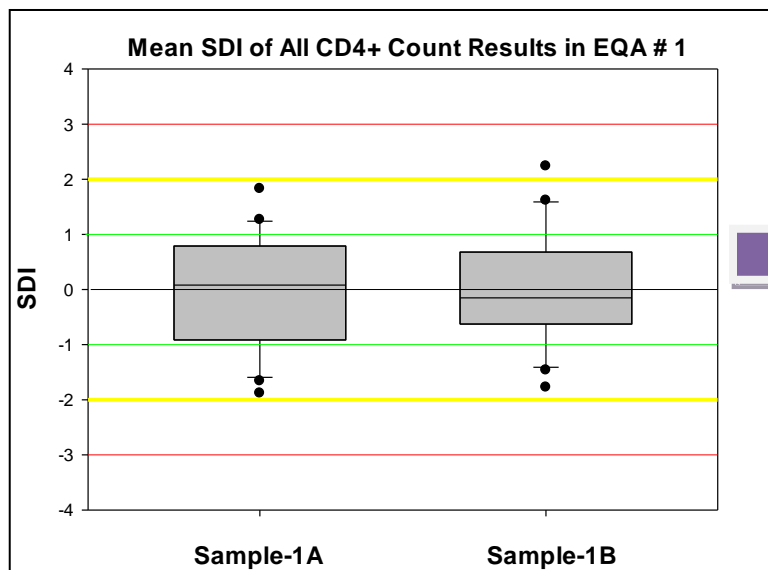 Mean SDI of All CD4+ Count Results in EQA # 1
4
3
2
1
0
-1
-2
-3
-4
SDI
Sample-1A
Sample-1B